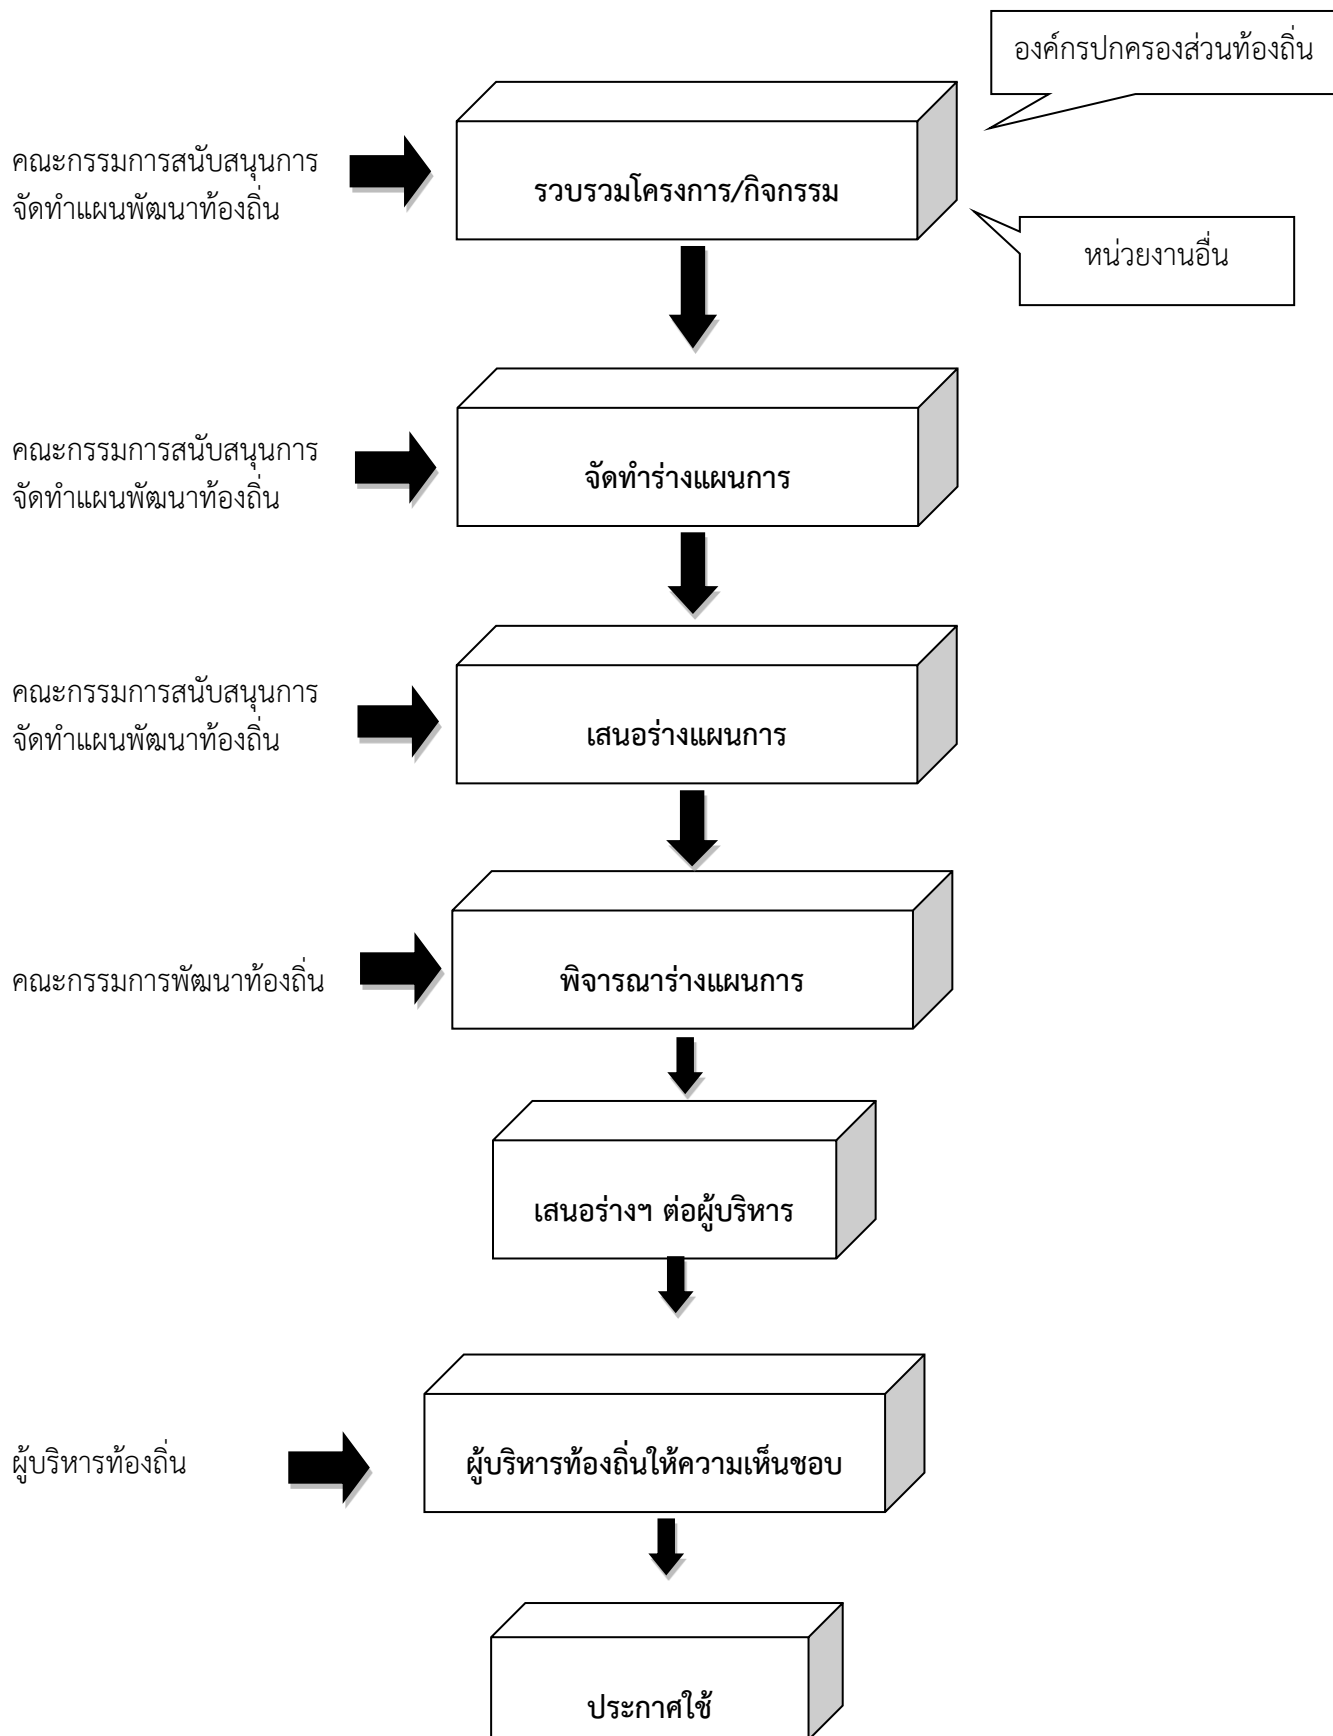 องค์กรปกครองส่วนท้องถิ่น
คณะกรรมการสนับสนุนการ
จัดทำแผนพัฒนาท้องถิ่น
รวบรวมโครงการ/กิจกรรม
หน่วยงานอื่น
คณะกรรมการสนับสนุนการ
จัดทำแผนพัฒนาท้องถิ่น
จัดทำร่างแผนการ
คณะกรรมการสนับสนุนการ
จัดทำแผนพัฒนาท้องถิ่น
เสนอร่างแผนการ
คณะกรรมการพัฒนาท้องถิ่น
พิจารณาร่างแผนการ
เสนอร่างฯ ต่อผู้บริหาร
ผู้บริหารท้องถิ่น
ผู้บริหารท้องถิ่นให้ความเห็นชอบ
ประกาศใช้